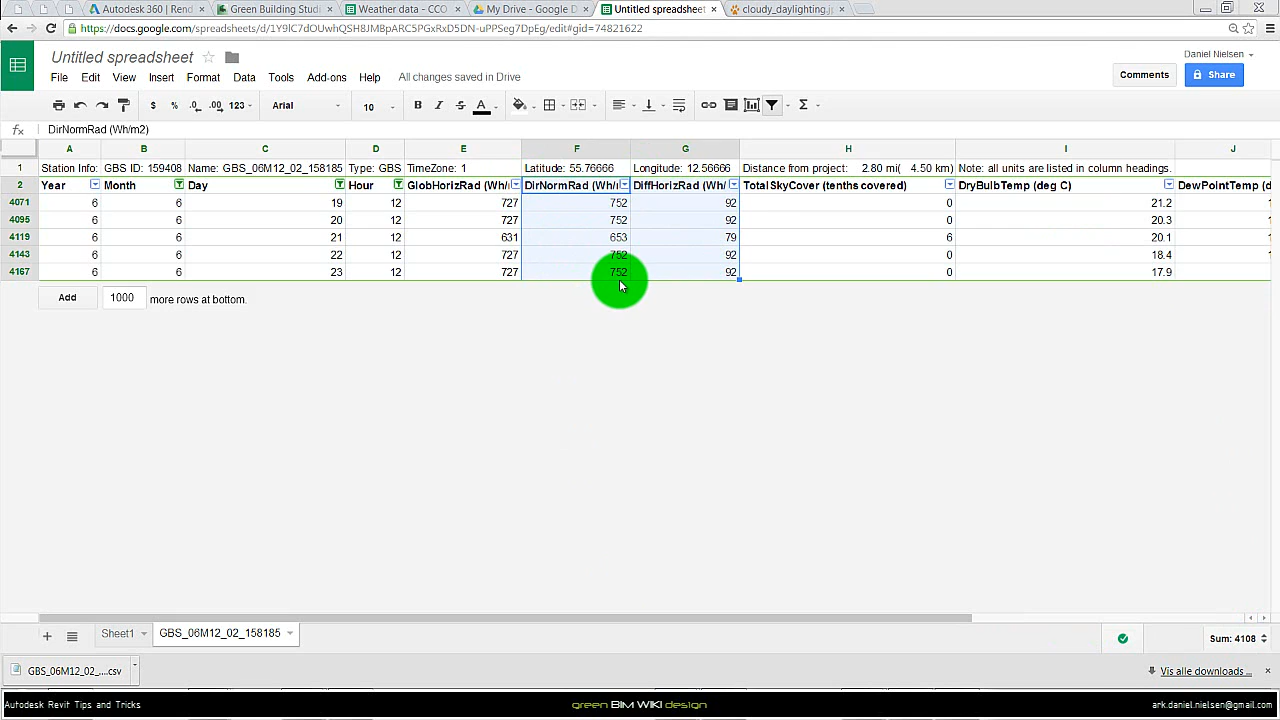 Autodesk 360 | Rend
Green Building Studi
Weather data - CCO
My Drive - Google D
Untitled spreadsheet
cloudy_daylighting.jp
https://docs.google.com/spreadsheets/d/1Y9lC7dOUwhQSH8JMBpARC5PGxRxD5DN-uPPSeg7DpEg/edit#gid=74821622
Untitled spreadsheet
Daniel Nielsen
File Edit View Insert Format Data Tools Add-ons Help All changes saved in Drive
Comments
Share
$ % .0 .00 123 Arial 10 B I S A Σ
fx DirNormRad (Wh/m2)
A B C D E F G H I J
1 Station Info: GBS ID: 159408 Name: GBS_06M12_02_158185 Type: GBS TimeZone: 1 Latitude: 55.76666 Longitude: 12.56666 Distance from project: 2.80 mi( 4.50 km) Note: all units are listed in column headings.
2 Year Month Day Hour GlobHorizRad (Wh/ DirNormRad (Wh/ DiffHorizRad (Wh/ TotalSkyCover (tenths covered) DryBulbTemp (deg C) DewPointTemp (d
4071 6 6 19 12 727 752 92 0 21.2 1
4095 6 6 20 12 727 752 92 0 20.3 1
4119 6 6 21 12 631 653 79 6 20.1 1
4143 6 6 22 12 727 752 92 0 18.4 1
4167 6 6 23 12 727 752 92 0 17.9
Add 1000 more rows at bottom.
Sheet1 GBS_06M12_02_158185
Sum: 4108
GBS_06M12_02_....csv
Vis alle downloads ...
Autodesk Revit Tips and Tricks
green BIM WIKI design
ark.daniel.nielsen@gmail.com